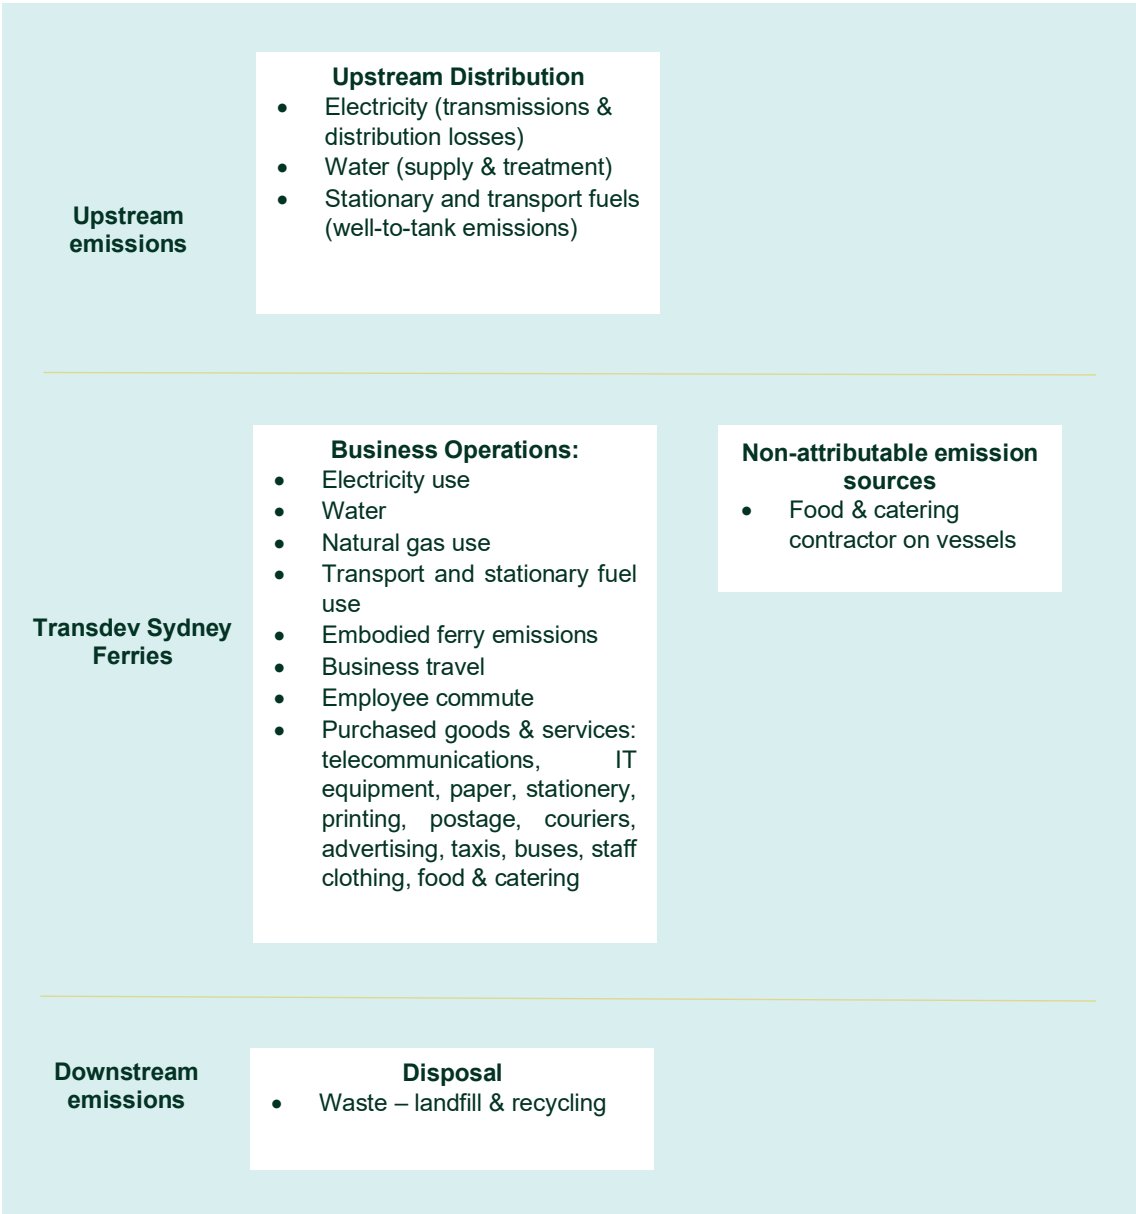 Upstream Distribution
• Electricity (transmissions &
distribution losses)
• Water (supply & treatment)
• Stationary and transport fuels
(well-to-tank emissions)
Upstream
emissions
Business Operations:
• Electricity use
• Water
• Natural gas use
• Transport and stationary fuel
use
• Embodied ferry emissions
• Business travel
• Employee commute
• Purchased goods & services:
telecommunications, IT
equipment, paper, stationery,
printing, postage, couriers,
advertising, taxis, buses, staff
clothing, food & catering
Non-attributable emission
sources
• Food & catering
contractor on vessels
Transdev Sydney
Ferries
Downstream
emissions
Disposal
• Waste – landfill & recycling